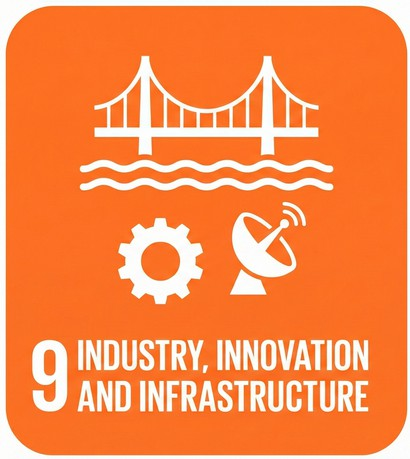 9 INDUSTRY, INNOVATION
AND INFRASTRUCTURE